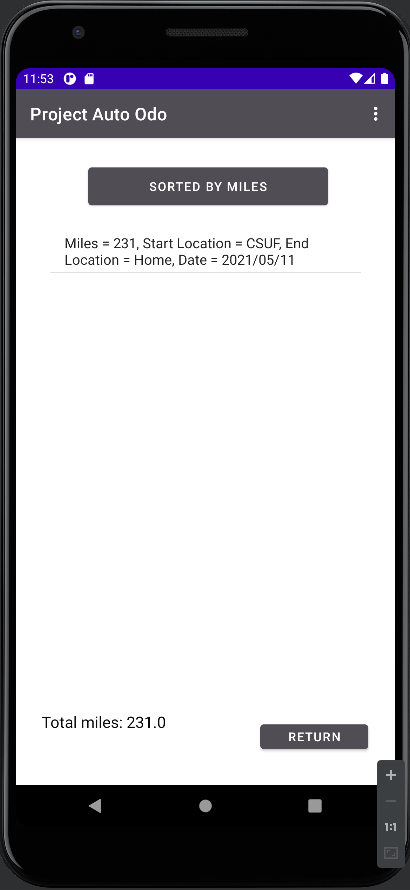 11:53
Project Auto Odo
SORTED BY MILES
Miles = 231, Start Location = CSUF, End
Location = Home, Date = 2021/05/11
Total miles: 231.0
RETURN
1:1